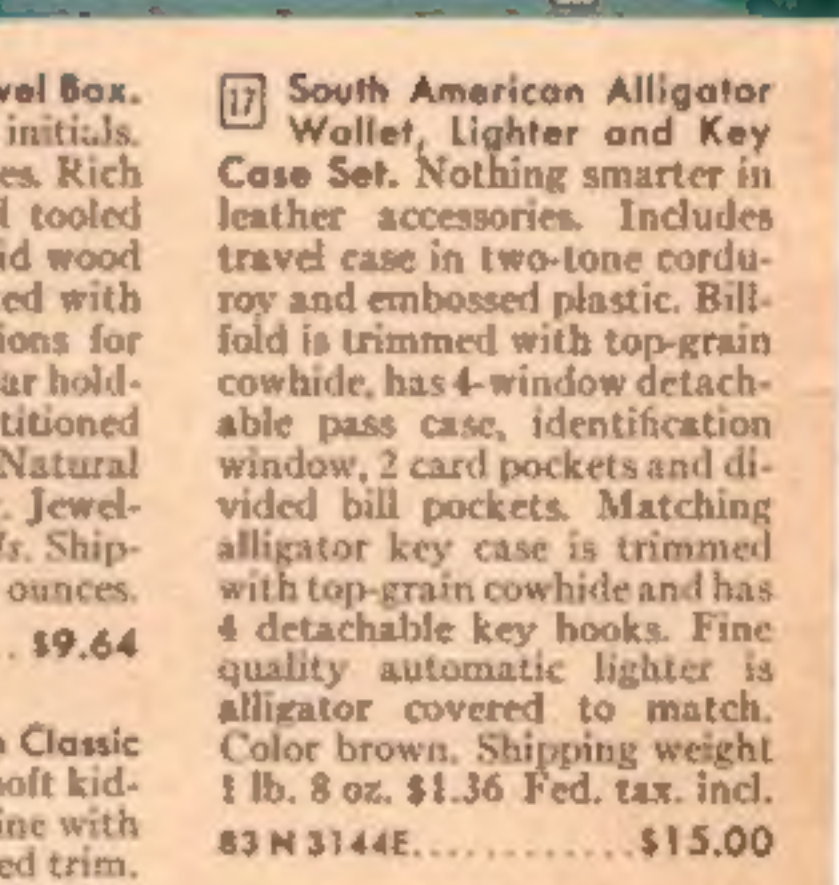 vel Box.
initials.
es. Rich
tooled
id wood
ed with
ions for
ar hold-
titioned
Natural
. Jewel-
rs. Ship-
ounces.
. $9.64
Classic
oft kid-
ine with
ed trim.
17 South American Alligator
Wallet, Lighter and Key
Case Set. Nothing smarter in
leather accessories. Includes
travel case in two-tone cordu-
roy and embossed plastic. Bill-
fold is trimmed with top-grain
cowhide, has 4-window detach-
able pass case, identification
window, 2 card pockets and di-
vided bill pockets. Matching
alligator key case is trimmed
with top-grain cowhide and has
4 detachable key hooks. Fine
quality automatic lighter is
alligator covered to match.
Color brown. Shipping weight
1 lb. 8 oz. $1.36 Fed. tax. incl.
83 N 3144E.............$15.00